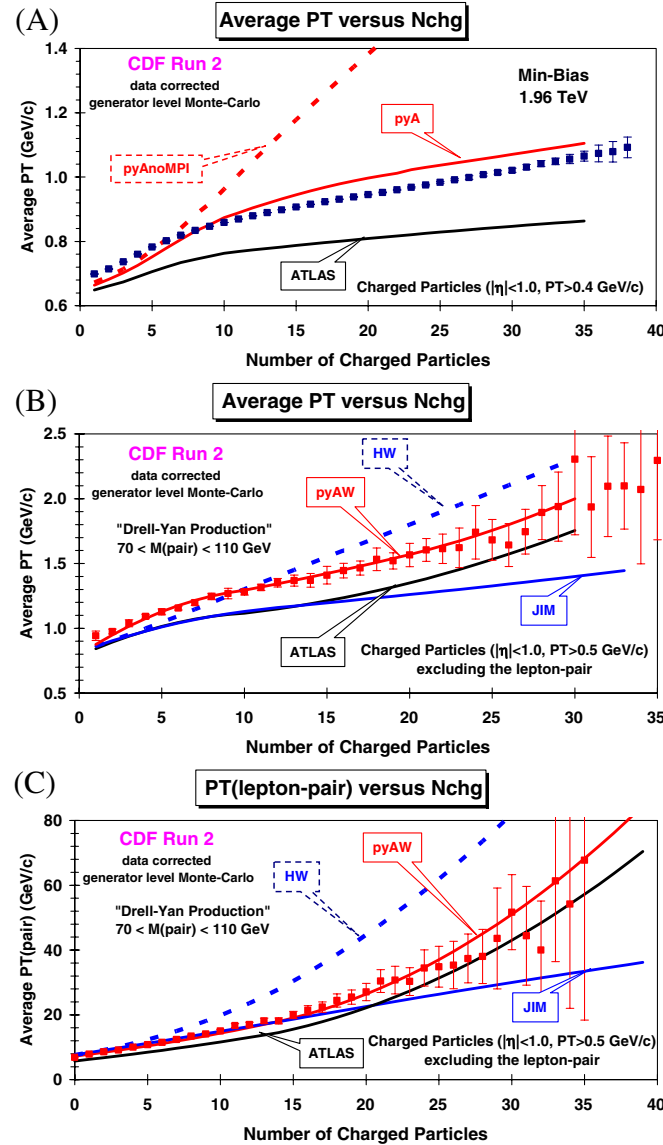 (A)
Average PT versus Nchg
CDF Run 2
data corrected
generator level Monte-Carlo
Min-Bias
1.96 TeV
pyA
pyAnoMPI
ATLAS
Charged Particles (|η|<1.0, PT>0.4 GeV/c)
Average PT (GeV/c)
1.4
1.2
1.0
0.8
0.6
0 5 10 15 20 25 30 35 40
Number of Charged Particles
(B)
Average PT versus Nchg
CDF Run 2
data corrected
generator level Monte-Carlo
"Drell-Yan Production"
70 < M(pair) < 110 GeV
HW
pyAW
JIM
ATLAS
Charged Particles (|η|<1.0, PT>0.5 GeV/c)
excluding the lepton-pair
Average PT (GeV/c)
2.5
2.0
1.5
1.0
0.5
0 5 10 15 20 25 30 35
Number of Charged Particles
(C)
PT(lepton-pair) versus Nchg
CDF Run 2
data corrected
generator level Monte-Carlo
"Drell-Yan Production"
70 < M(pair) < 110 GeV
HW
pyAW
JIM
ATLAS
Charged Particles (|η|<1.0, PT>0.5 GeV/c)
excluding the lepton-pair
Average PT(pair) (GeV/c)
80
60
40
20
0
0 5 10 15 20 25 30 35 40
Number of Charged Particles